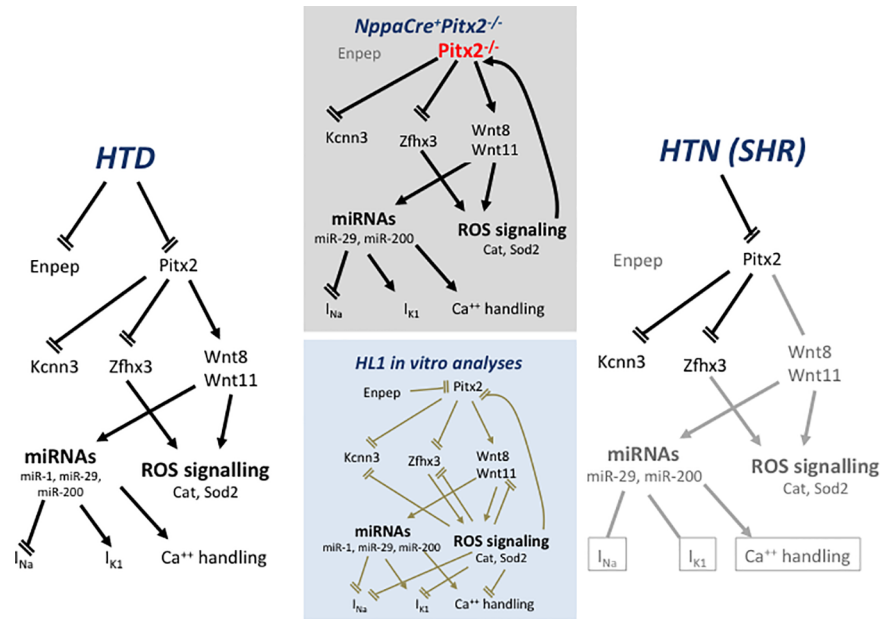 HTD
Enpep
Pitx2
Kcnn3
Zfhx3
Wnt8
Wnt11
miRNAs
miR-1, miR-29,
miR-200
ROS signalling
Cat, Sod2
INa
IK1
Ca++ handling
NppaCre+Pitx2-/-
Enpep
Pitx2-/-
Kcnn3
Zfhx3
Wnt8
Wnt11
miRNAs
miR-29, miR-200
ROS signaling
Cat, Sod2
INa
IK1
Ca++ handling
HL1 in vitro analyses
Enpep
Pitx2
Kcnn3
Zfhx3
Wnt8
Wnt11
miRNAs
miR-1, miR-29, miR-200
ROS signaling
Cat, Sod2
INa
IK1
Ca++ handling
HTN (SHR)
Enpep
Pitx2
Kcnn3
Zfhx3
Wnt8
Wnt11
miRNAs
miR-29, miR-200
ROS signalling
Cat, Sod2
INa
IK1
Ca++ handling